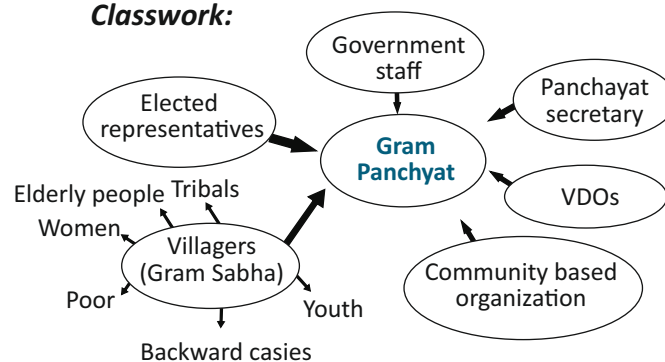 Classwork:
Government
staff
Elected
representatives
Panchayat
secretary
Gram
Panchyat
VDOs
Elderly people
Tribals
Women
Villagers
(Gram Sabha)
Poor
Youth
Backward casies
Community based
organization